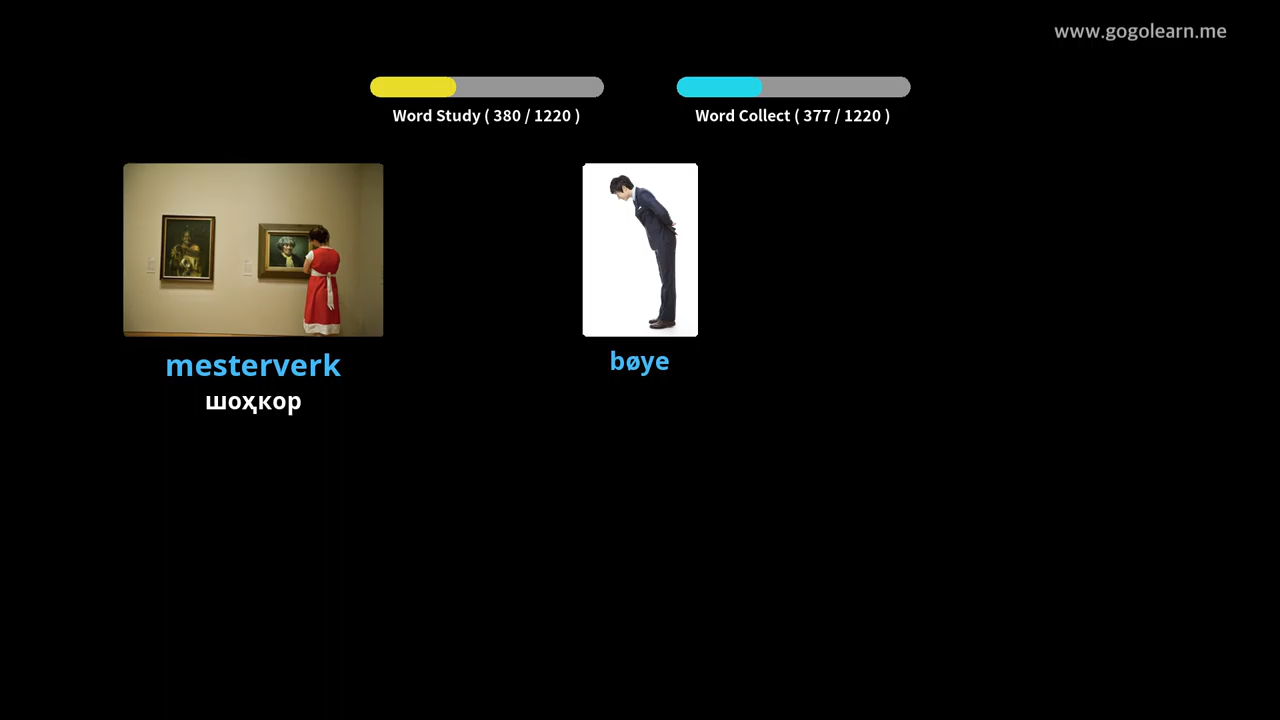 www.gogolearn.me
Word Study ( 380 / 1220 )
Word Collect ( 377 / 1220 )
mesterverk
шоҳкор
bøye